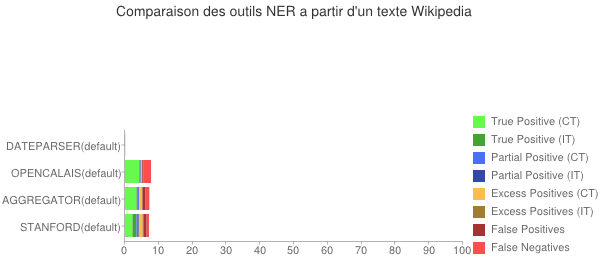 Comparaison des outils NER a partir d'un texte Wikipedia
DATEPARSER(default)
OPENCALAIS(default)
AGGREGATOR(default)
STANFORD(default)
0 10 20 30 40 50 60 70 80 90 100
True Positive (CT)
True Positive (IT)
Partial Positive (CT)
Partial Positive (IT)
Excess Positives (CT)
Excess Positives (IT)
False Positives
False Negatives